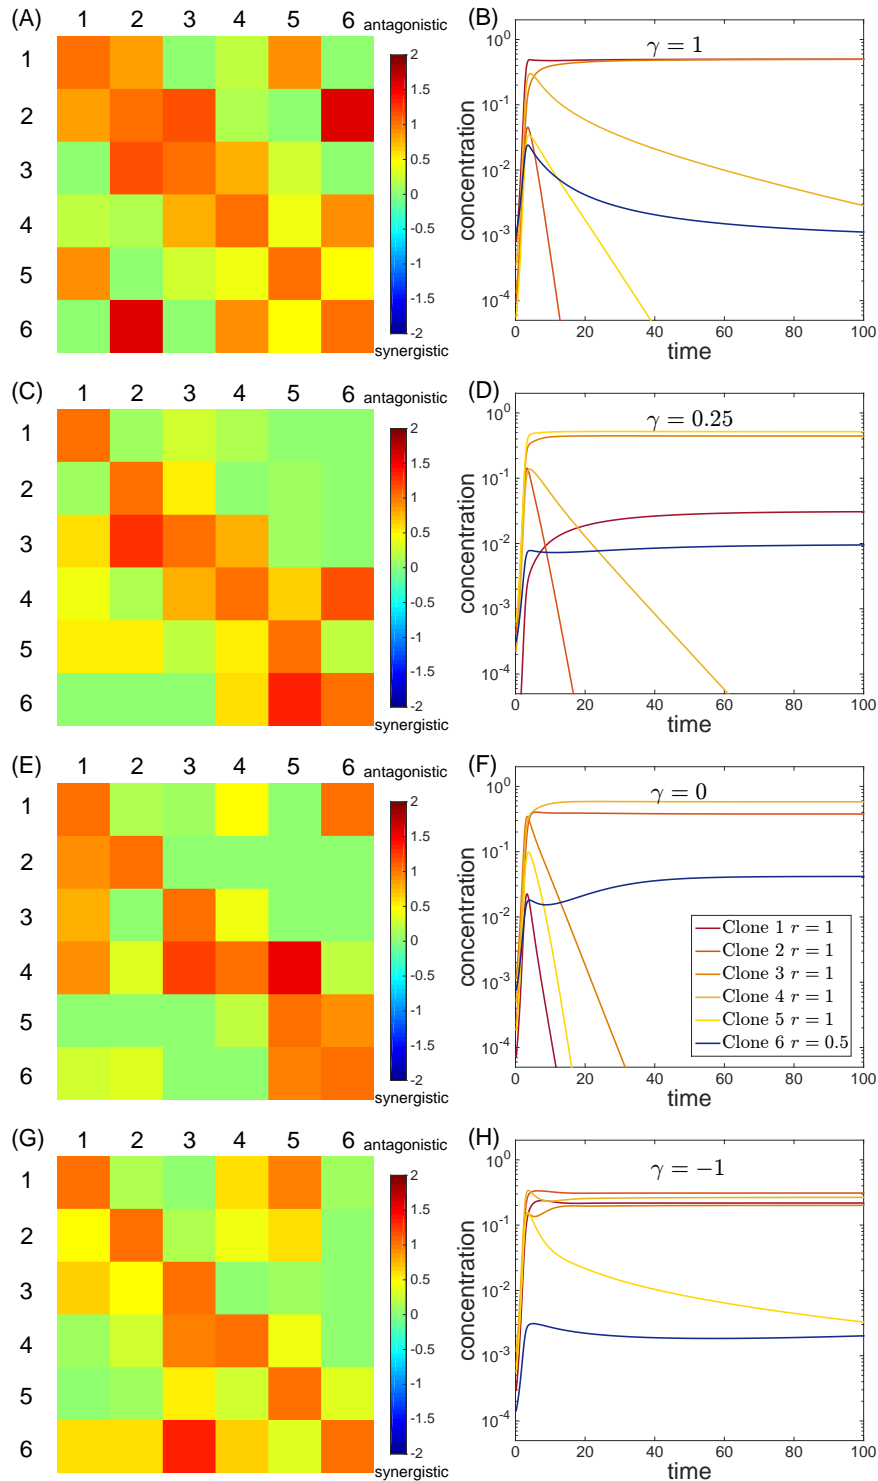 (A)
1 2 3 4 5 6 antagonistic
1
2
3
4
5
6
2
1.5
1
0.5
0
-0.5
-1
-1.5
-2
synergistic
(B)
γ = 1
concentration
10^0
10^-1
10^-2
10^-3
10^-4
0 20 40 60 80 100
time
(C)
1 2 3 4 5 6 antagonistic
1
2
3
4
5
6
2
1.5
1
0.5
0
-0.5
-1
-1.5
-2
synergistic
(D)
γ = 0.25
concentration
10^0
10^-1
10^-2
10^-3
10^-4
0 20 40 60 80 100
time
(E)
1 2 3 4 5 6 antagonistic
1
2
3
4
5
6
2
1.5
1
0.5
0
-0.5
-1
-1.5
-2
synergistic
(F)
γ = 0
concentration
10^0
10^-1
10^-2
10^-3
10^-4
Clone 1 r = 1
Clone 2 r = 1
Clone 3 r = 1
Clone 4 r = 1
Clone 5 r = 1
Clone 6 r = 0.5
0 20 40 60 80 100
time
(G)
1 2 3 4 5 6 antagonistic
1
2
3
4
5
6
2
1.5
1
0.5
0
-0.5
-1
-1.5
-2
synergistic
(H)
γ = −1
concentration
10^0
10^-1
10^-2
10^-3
10^-4
0 20 40 60 80 100
time